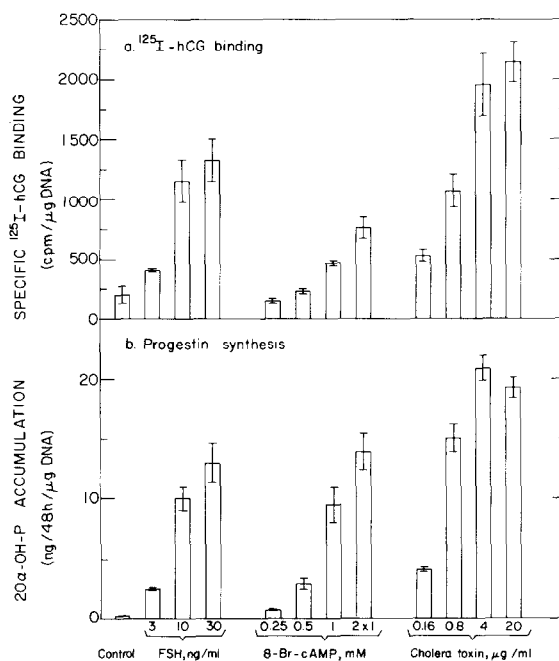 2500
a. ¹²⁵I-hCG binding
2000
1500
1000
500
0
SPECIFIC ¹²⁵I-hCG BINDING
(cpm/μg DNA)
b. Progestin synthesis
20
10
0
20α-OH-P ACCUMULATION
(ng/48h/μg DNA)
3 10 30 0.25 0.5 1 2x1 0.16 0.8 4 20
Control FSH, ng/ml 8-Br-cAMP, mM Cholera toxin, μg/ml